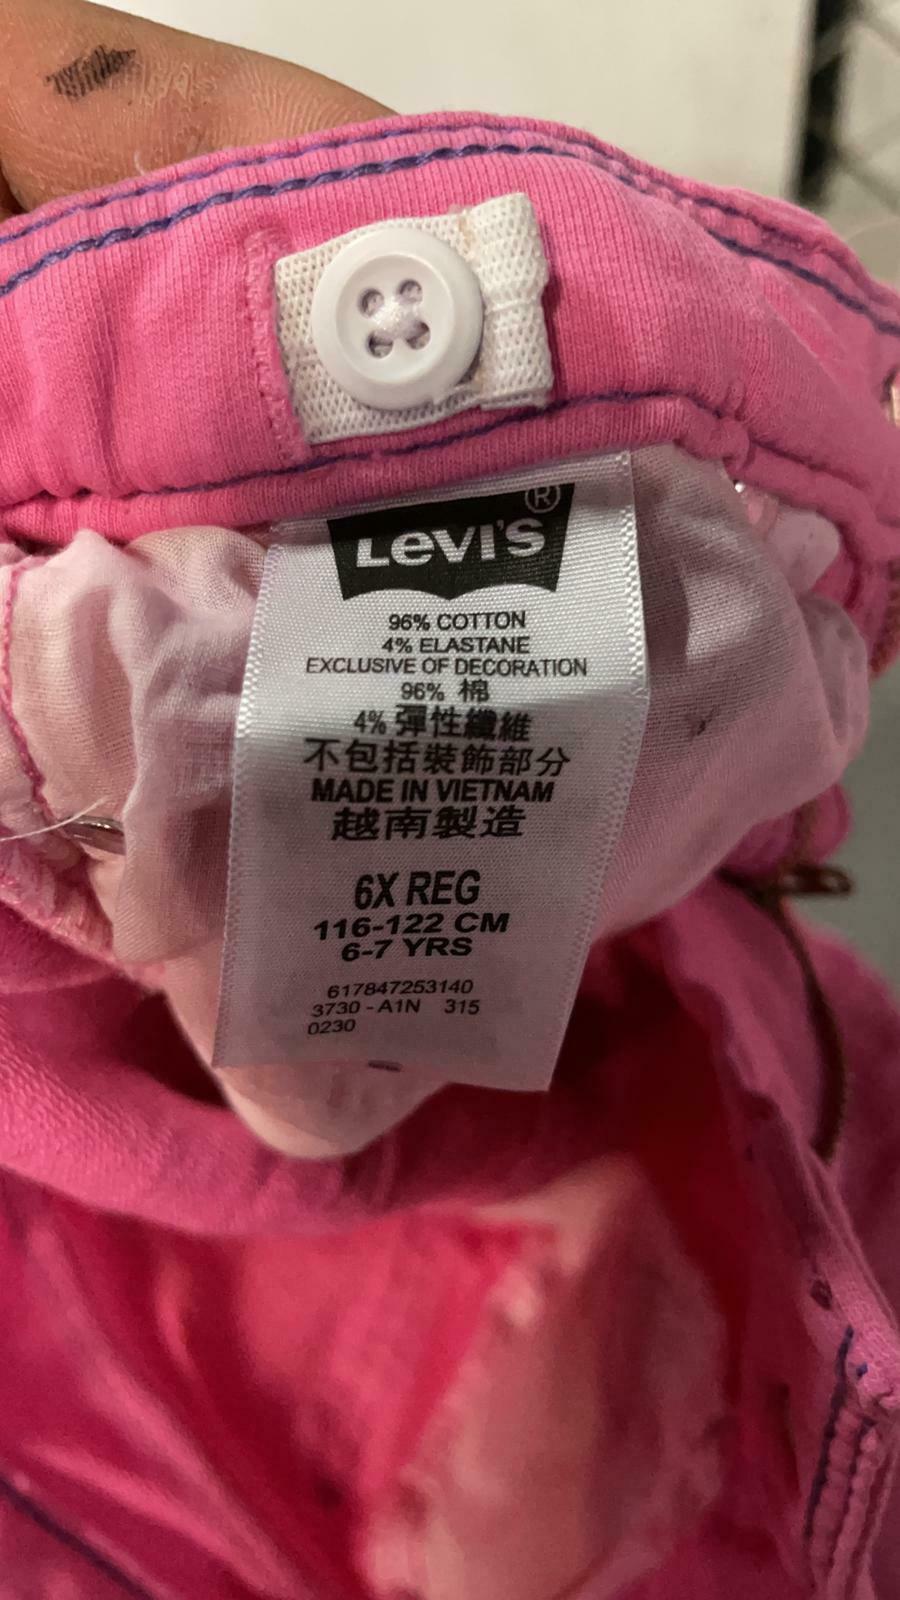 Levi's®
96% COTTON
4% ELASTANE
EXCLUSIVE OF DECORATION
96% 棉
4% 彈性纖維
不包括裝飾部分
MADE IN VIETNAM
越南製造
6X REG
116-122 CM
6-7 YRS
617847253140
3730 - A1N 315
0230